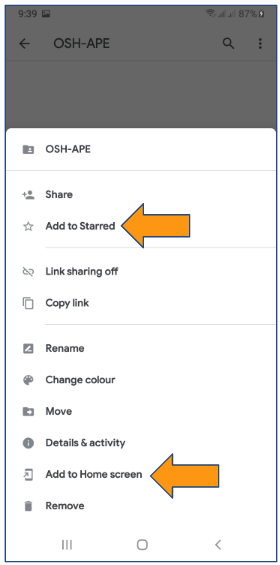 9:39 87%
OSH-APE
OSH-APE
Share
Add to Starred
Link sharing off
Copy link
Rename
Change colour
Move
Details & activity
Add to Home screen
Remove